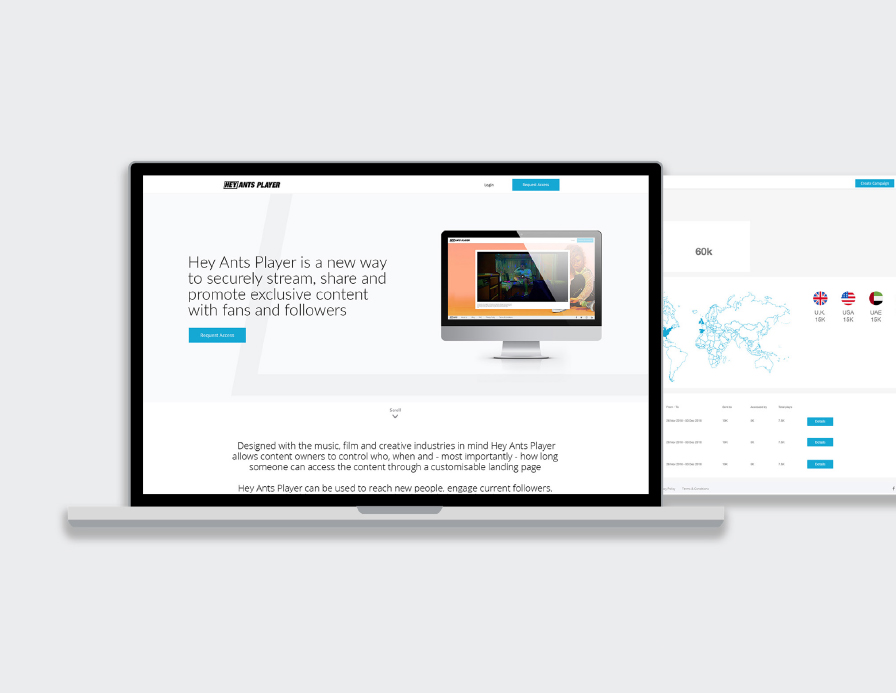 HEY ANTS PLAYER
Login
Request Access
Hey Ants Player is a new way
to securely stream, share and
promote exclusive content
with fans and followers
Request Access
Scroll
Designed with the music, film and creative industries in mind Hey Ants Player
allows content owners to control who, when and - most importantly - how long
someone can access the content through a customisable landing page
Hey Ants Player can be used to reach new people, engage current followers,
Create Campaign
60k
U.K. USA UAE
15K 15K 15K
Details
Details
Details
Terms & Conditions